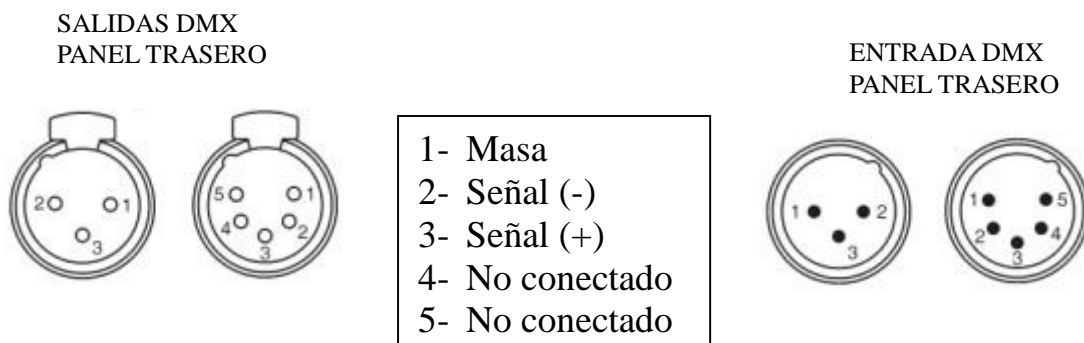 SALIDAS DMX
PANEL TRASERO
ENTRADA DMX
PANEL TRASERO
1- Masa
2- Señal (-)
3- Señal (+)
4- No conectado
5- No conectado
2 1
3
5 1
4 2
3
1 2
3
1 5
2 4
3